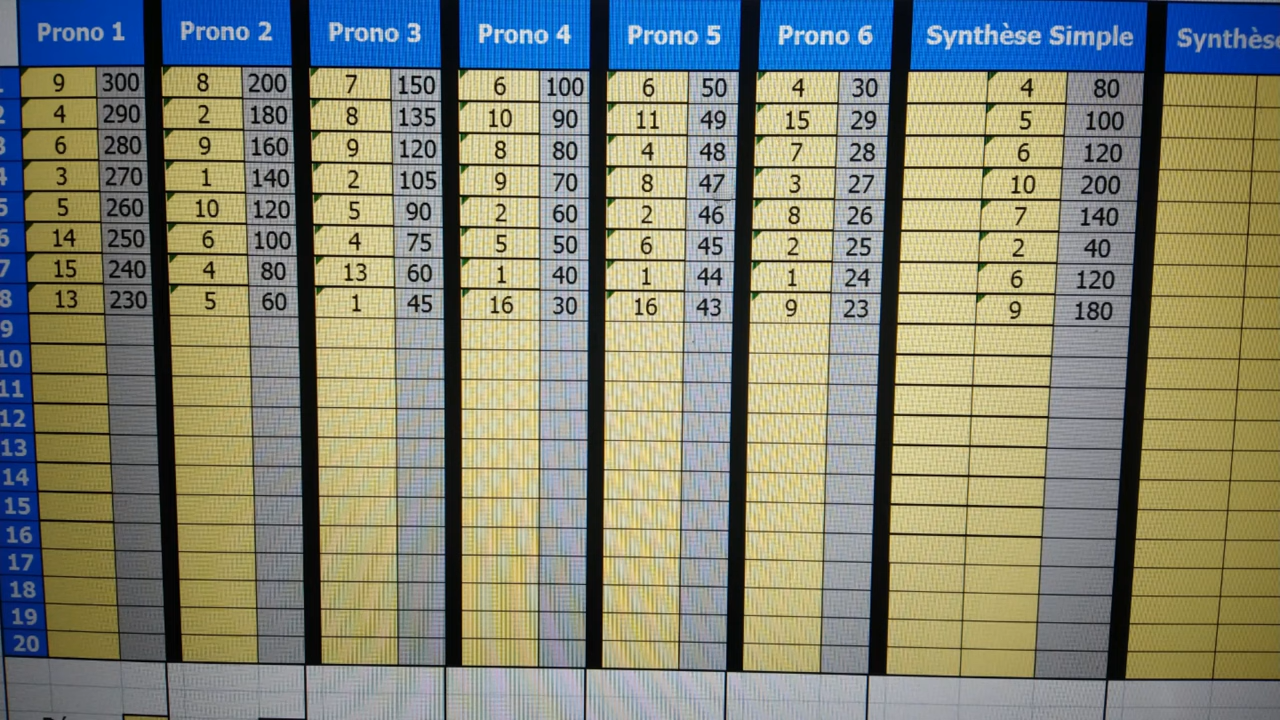 Prono 1 Prono 2 Prono 3 Prono 4 Prono 5 Prono 6 Synthèse Simple Synthèse
9 300 8 200 7 150 6 100 6 50 4 30 4 80
2 4 290 2 180 8 135 10 90 11 49 15 29 5 100
3 6 280 9 160 9 120 8 80 4 48 7 28 6 120
4 3 270 1 140 2 105 9 70 8 47 3 27 10 200
5 5 260 10 120 5 90 2 60 2 46 8 26 7 140
6 14 250 6 100 4 75 5 50 6 45 2 25 2 40
7 15 240 4 80 13 60 1 40 1 44 1 24 6 120
8 13 230 5 60 1 45 16 30 16 43 9 23 9 180
9
10
11
12
13
14
15
16
17
18
19
20